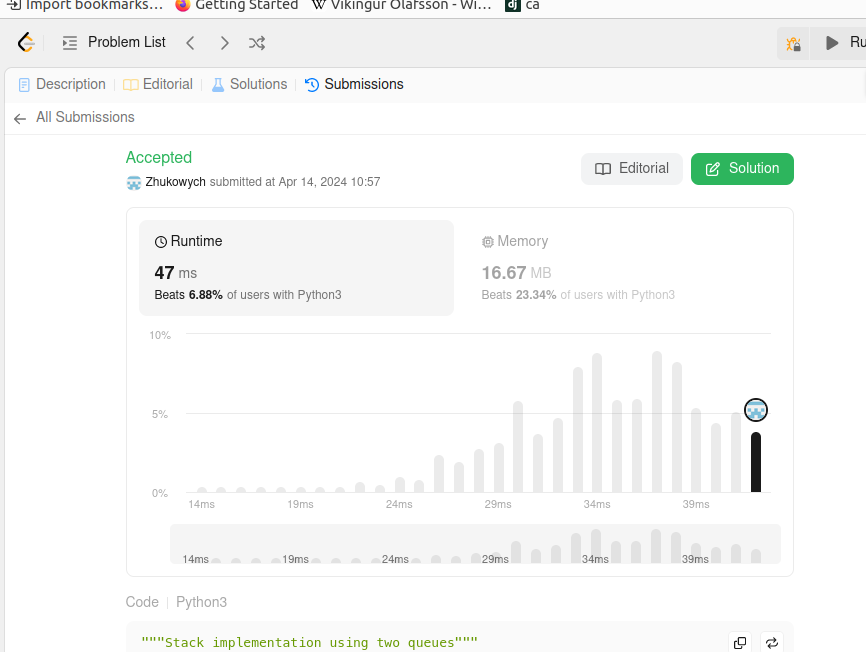 Import bookmarks… Getting Started Víkingur Ólafsson - Wi… dj ca
Problem List Ru
Description Editorial Solutions Submissions
All Submissions
Accepted
Zhukowych submitted at Apr 14, 2024 10:57
Editorial Solution
Runtime
47 ms
Beats 6.88% of users with Python3
Memory
16.67 MB
Beats 23.34% of users with Python3
10%
5%
0%
14ms 19ms 24ms 29ms 34ms 39ms
14ms 19ms 24ms 29ms 34ms 39ms
Code Python3
"""Stack implementation using two queues"""